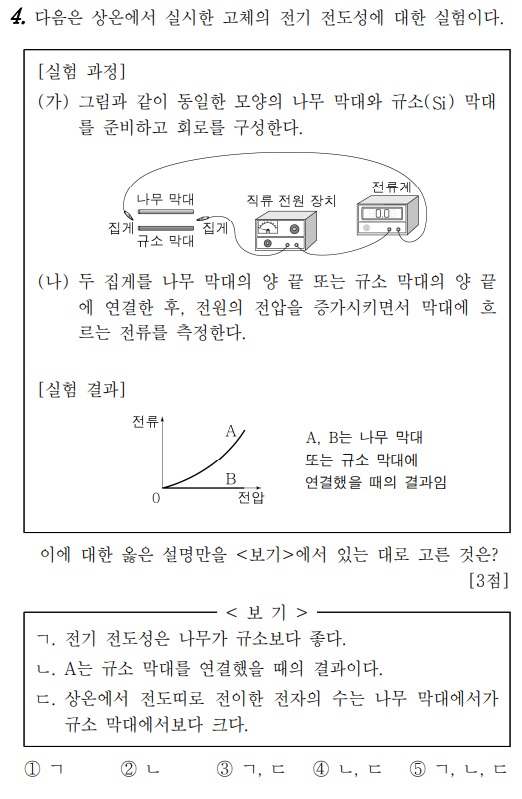 4. 다음은 상온에서 실시한 고체의 전기 전도성에 대한 실험이다.
[실험 과정]
(가) 그림과 같이 동일한 모양의 나무 막대와 규소(Si) 막대
를 준비하고 회로를 구성한다.
나무 막대
집게
규소 막대
집게
직류 전원 장치
전류계
0.0
(나) 두 집게를 나무 막대의 양 끝 또는 규소 막대의 양 끝
에 연결한 후, 전원의 전압을 증가시키면서 막대에 흐
르는 전류를 측정한다.
[실험 결과]
전류
A
B
0
전압
A, B는 나무 막대
또는 규소 막대에
연결했을 때의 결과임
이에 대한 옳은 설명만을 <보기>에서 있는 대로 고른 것은?
[3점]
< 보 기 >
ㄱ. 전기 전도성은 나무가 규소보다 좋다.
ㄴ. A는 규소 막대를 연결했을 때의 결과이다.
ㄷ. 상온에서 전도띠로 전이한 전자의 수는 나무 막대에서가
규소 막대에서보다 크다.
① ㄱ ② ㄴ ③ ㄱ, ㄷ ④ ㄴ, ㄷ ⑤ ㄱ, ㄴ, ㄷ